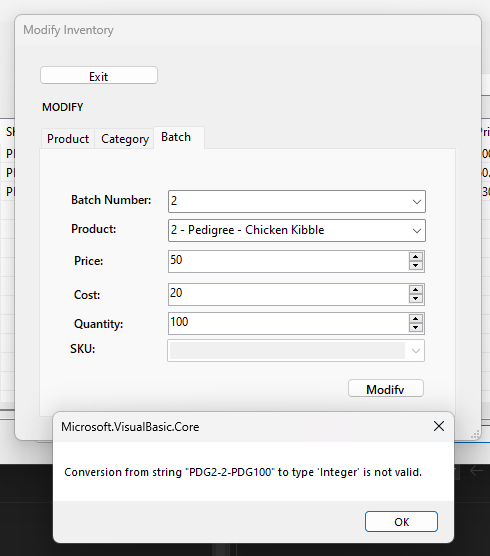 Modify Inventory
Exit
MODIFY
Product Category Batch
Batch Number: 2
Product: 2 - Pedigree - Chicken Kibble
Price: 50
Cost: 20
Quantity: 100
SKU:
Modify
Microsoft.VisualBasic.Core
Conversion from string "PDG2-2-PDG100" to type 'Integer' is not valid.
OK